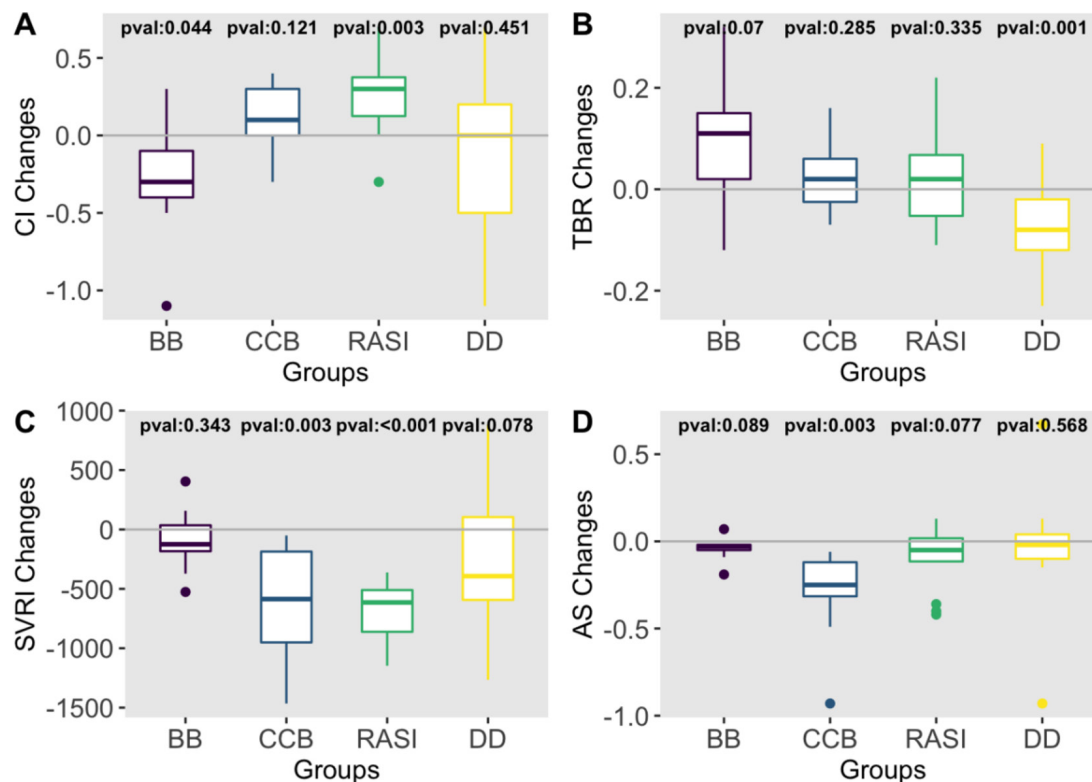 A
pval:0.044 pval:0.121 pval:0.003 pval:0.451
CI Changes
0.5
0.0
-0.5
-1.0
BB CCB RASI DD
Groups
B
pval:0.07 pval:0.285 pval:0.335 pval:0.001
TBR Changes
0.2
0.0
-0.2
BB CCB RASI DD
Groups
C
pval:0.343 pval:0.003 pval:<0.001 pval:0.078
SVRI Changes
1000
500
0
-500
-1000
-1500
BB CCB RASI DD
Groups
D
pval:0.089 pval:0.003 pval:0.077 pval:0.568
AS Changes
0.5
0.0
-0.5
-1.0
BB CCB RASI DD
Groups